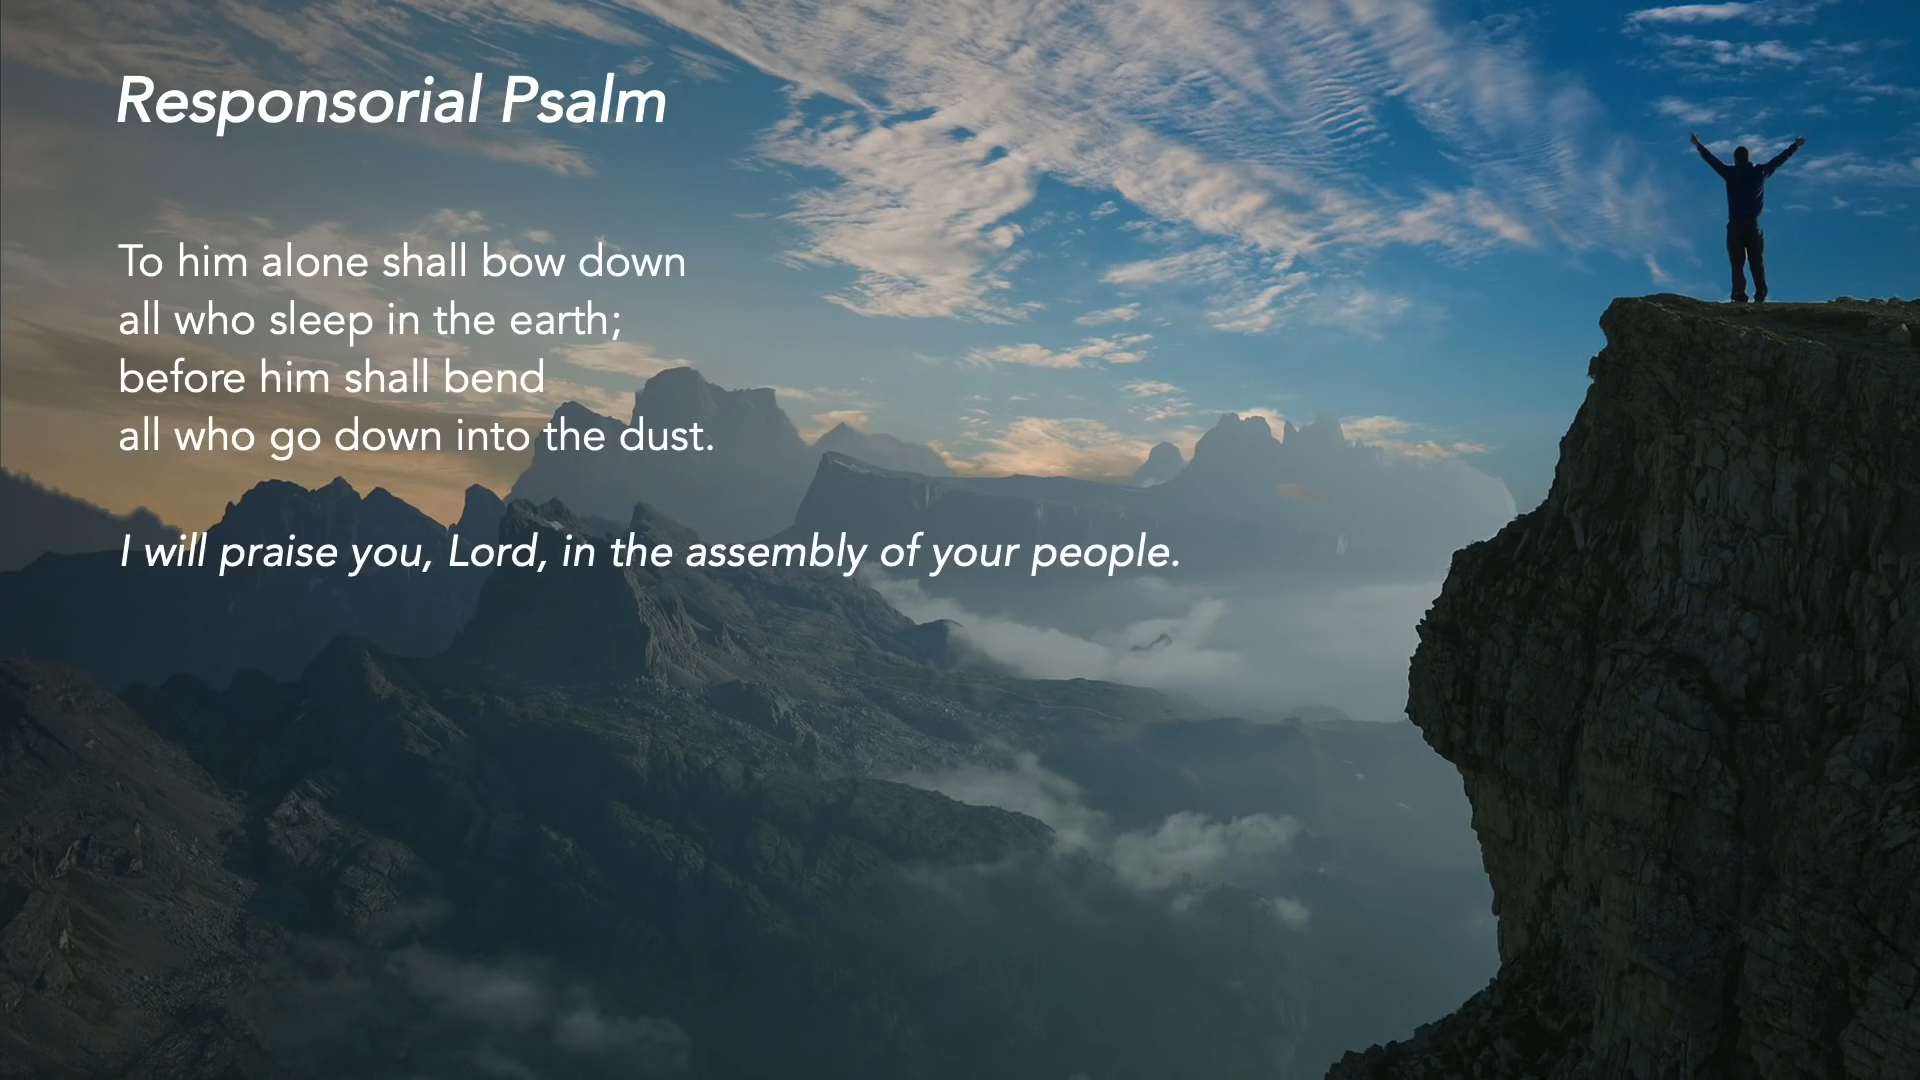 Responsorial Psalm
To him alone shall bow down
all who sleep in the earth;
before him shall bend
all who go down into the dust.
I will praise you, Lord, in the assembly of your people.